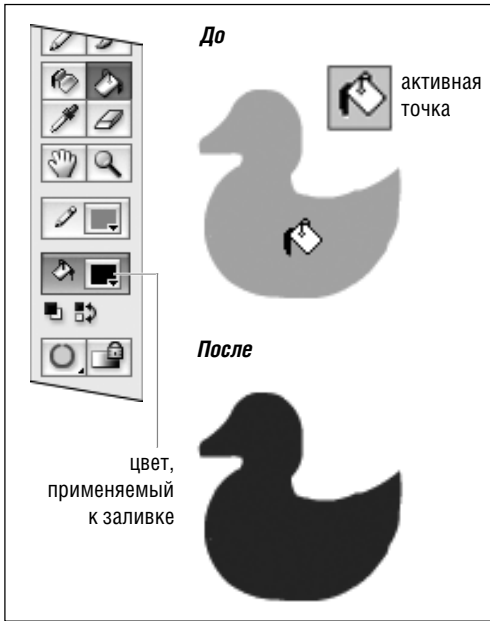 До
активная
точка
После
цвет,
применяемый
к заливке